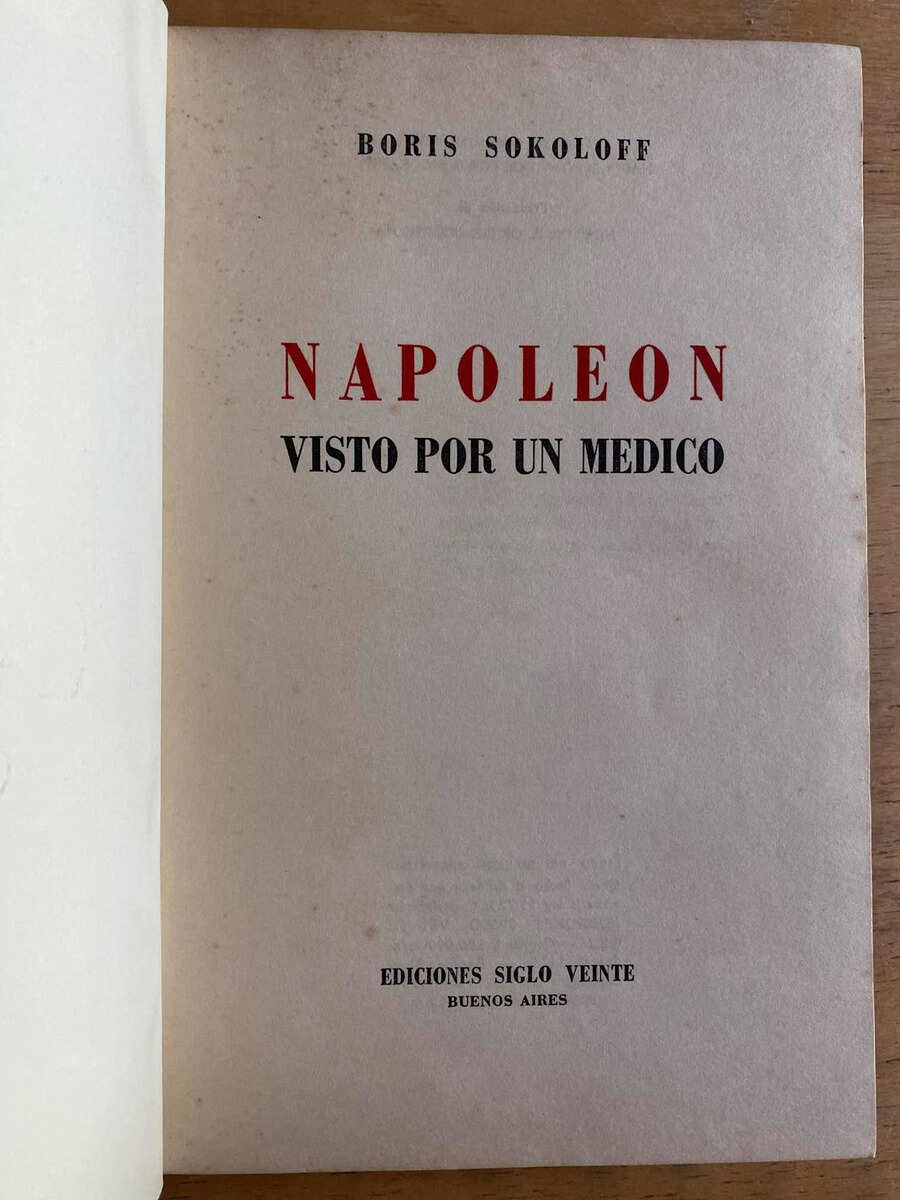 BORIS SOKOLOFF
NAPOLEON
VISTO POR UN MEDICO
EDICIONES SIGLO VEINTE
BUENOS AIRES